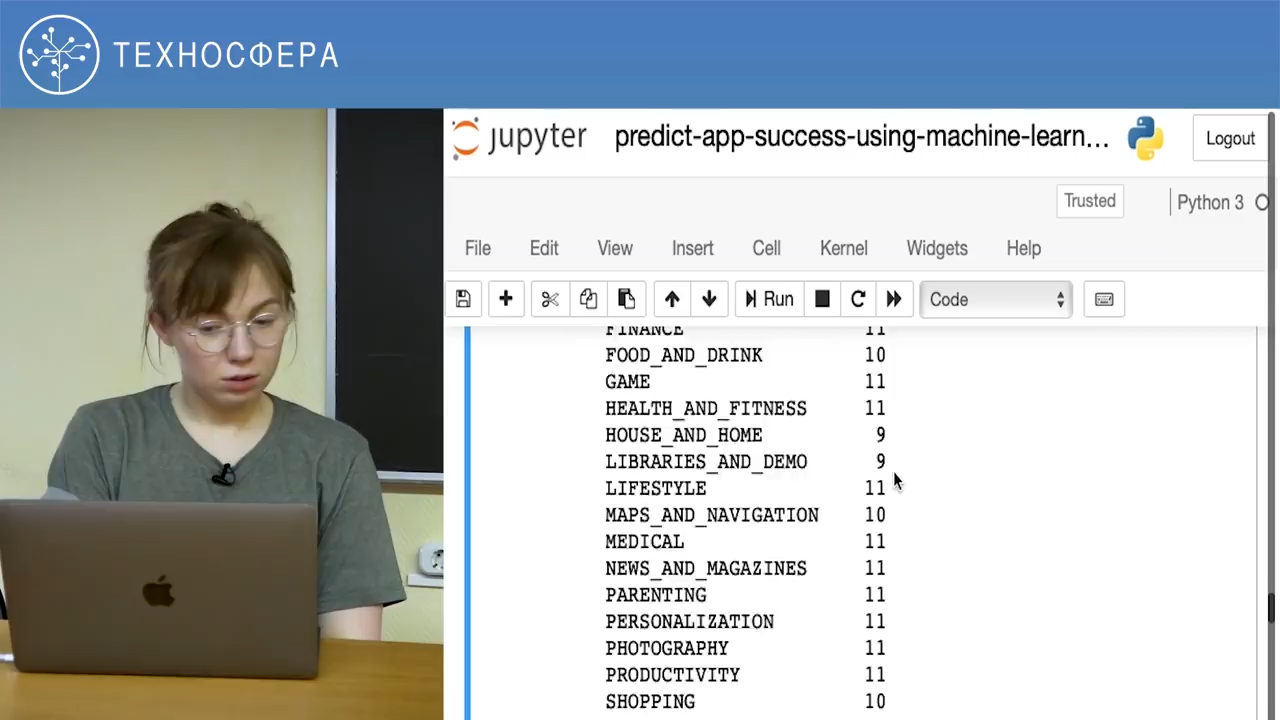 ТЕХНОСФЕРА
jupyter
predict-app-success-using-machine-learn...
Logout
Trusted
Python 3
File Edit View Insert Cell Kernel Widgets Help
Run
Code
FINANCE 11
FOOD_AND_DRINK 10
GAME 11
HEALTH_AND_FITNESS 11
HOUSE_AND_HOME 9
LIBRARIES_AND_DEMO 9
LIFESTYLE 11
MAPS_AND_NAVIGATION 10
MEDICAL 11
NEWS_AND_MAGAZINES 11
PARENTING 11
PERSONALIZATION 11
PHOTOGRAPHY 11
PRODUCTIVITY 11
SHOPPING 10